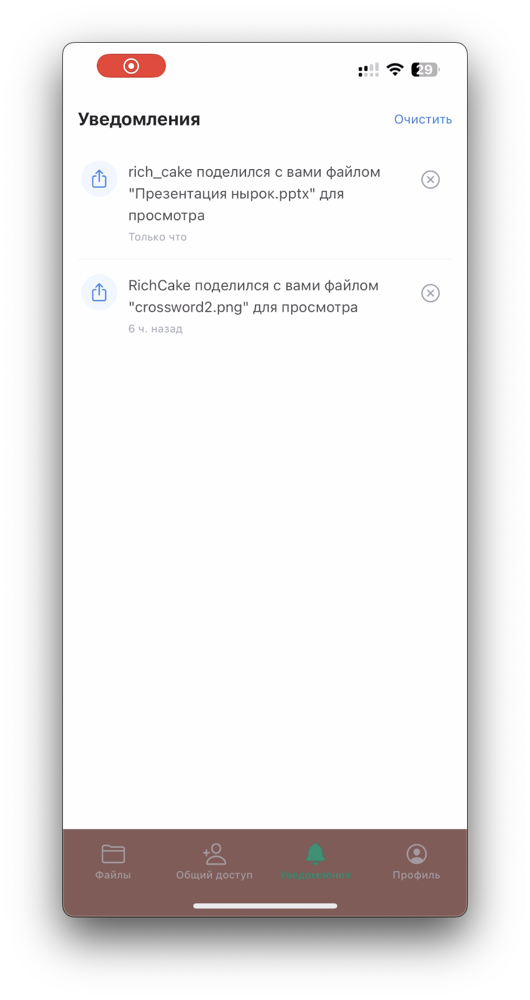 29
Уведомления
Очистить
rich_cake поделился с вами файлом
"Презентация нырок.pptx" для
просмотра
Только что
RichCake поделился с вами файлом
"crossword2.png" для просмотра
6 ч. назад
Файлы
Общий доступ
Уведомления
Профиль